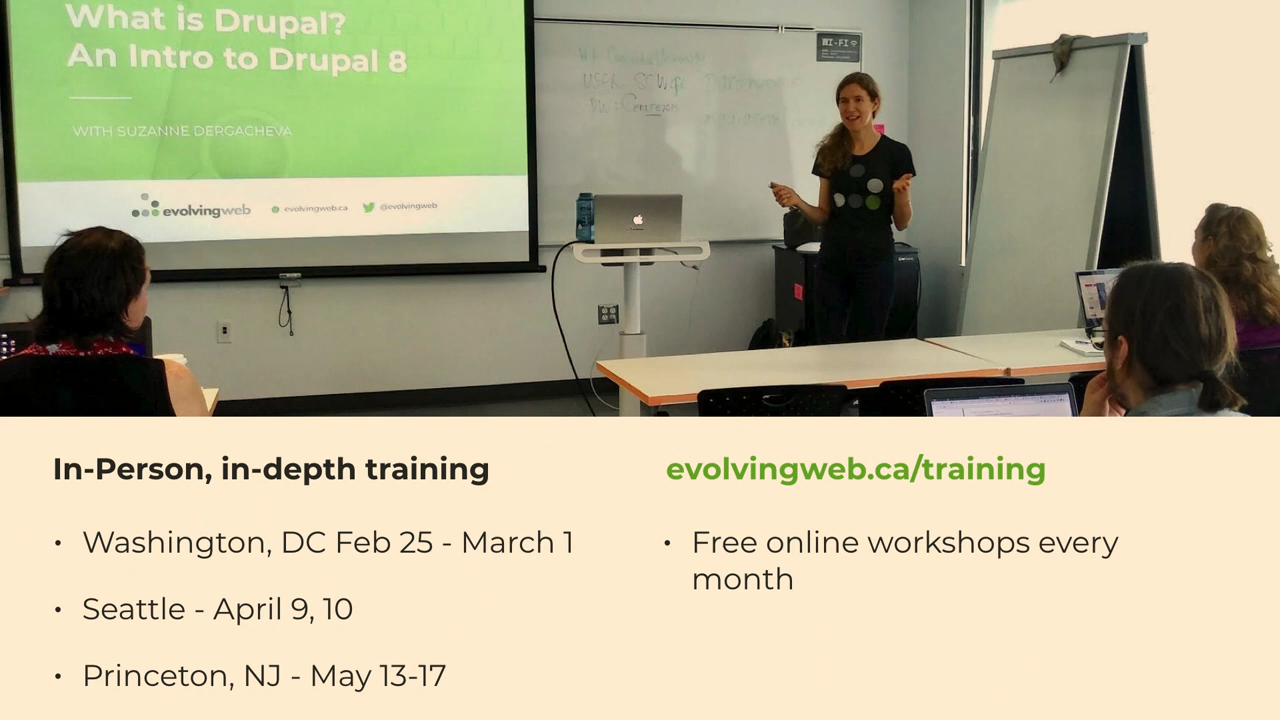 What is Drupal?
An Intro to Drupal 8
WITH SUZANNE DERGACHEVA
evolvingweb
evolvingweb.ca
@evolvingweb
WI-FI
In-Person, in-depth training
• Washington, DC Feb 25 - March 1
• Seattle - April 9, 10
• Princeton, NJ - May 13-17
evolvingweb.ca/training
• Free online workshops every
month